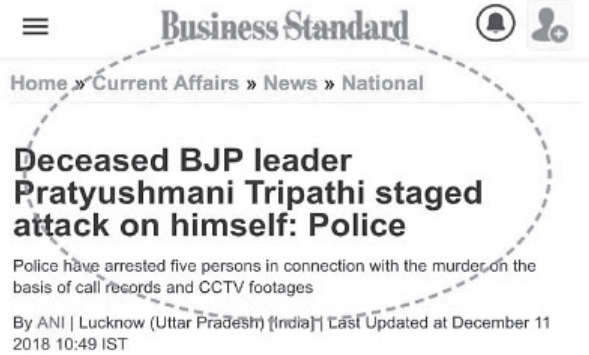 Business Standard
Home » Current Affairs » News » National
Deceased BJP leader
Pratyushmani Tripathi staged
attack on himself: Police
Police have arrested five persons in connection with the murder on the
basis of call records and CCTV footages
By ANI | Lucknow (Uttar Pradesh) [India] | Last Updated at December 11
2018 10:49 IST